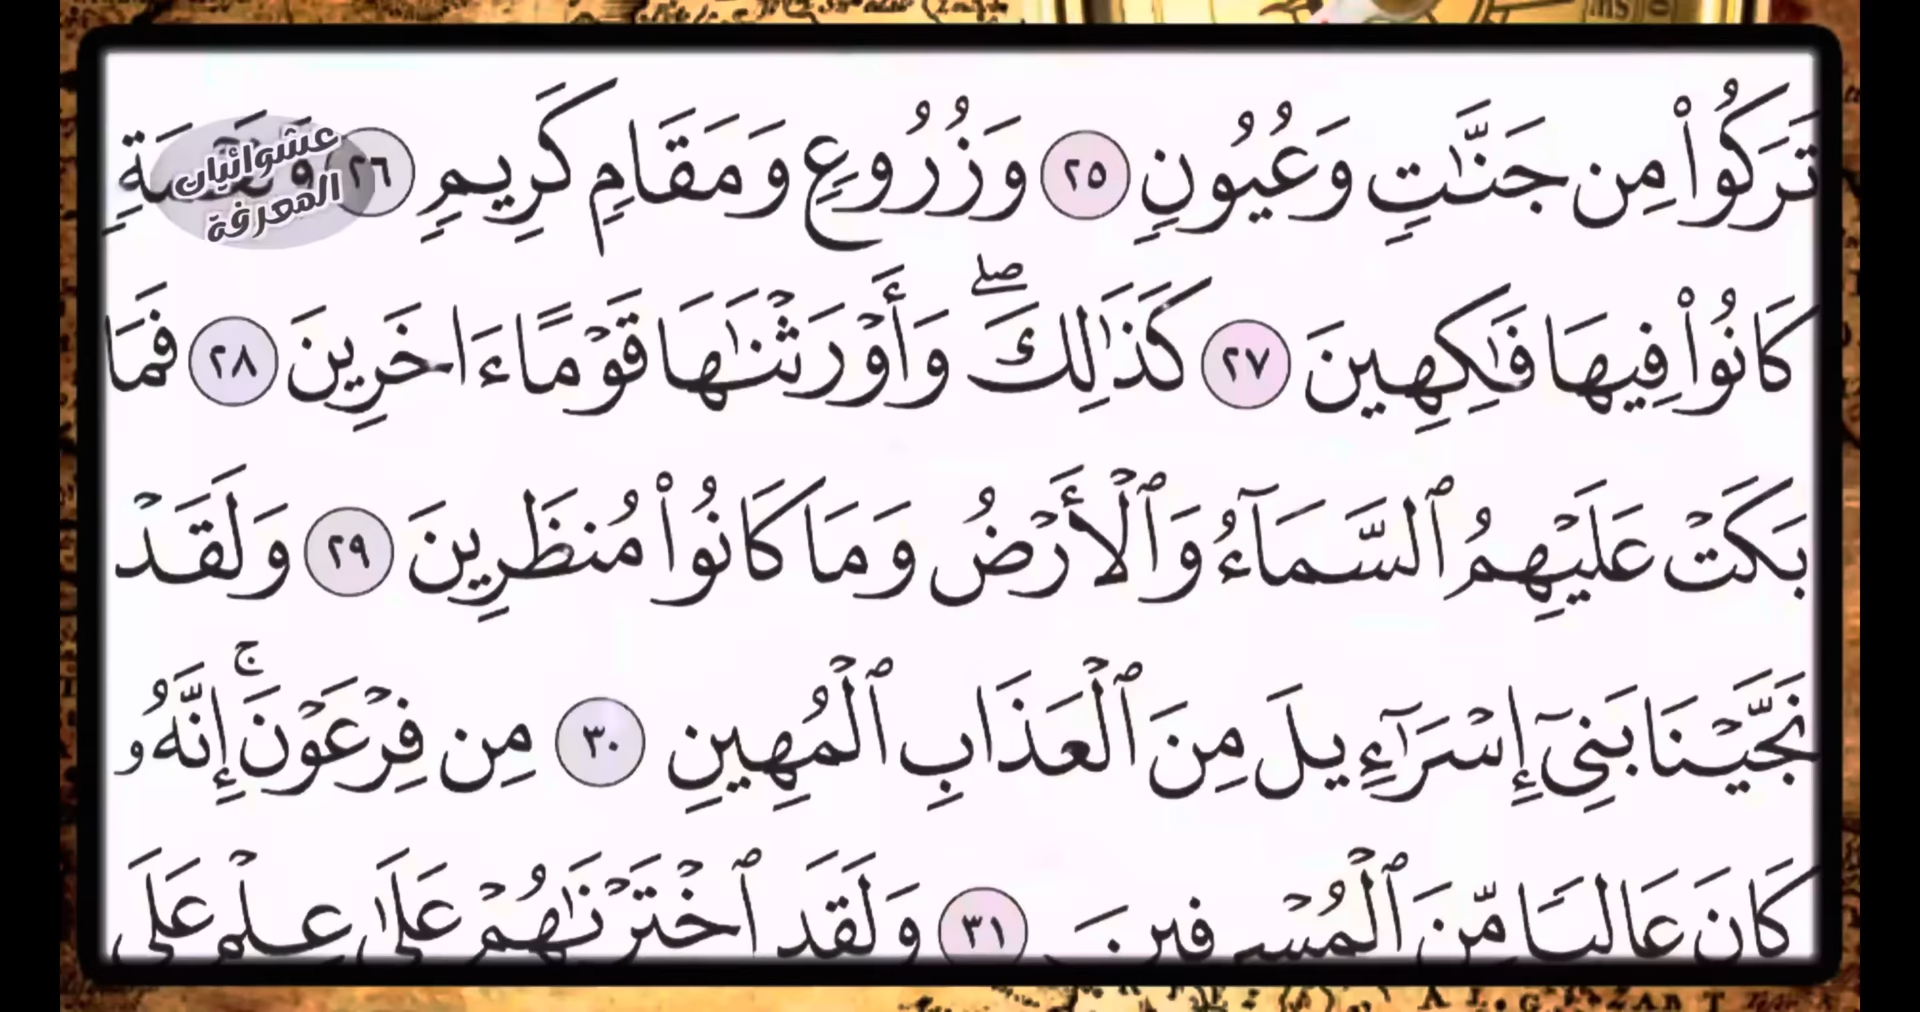 تَرَكُوا۟ مِن جَنَّٰتٍ وَعُيُونٍ ٢٥ وَزُرُوعٍ وَمَقَامٍ كَرِيمٍ ٢٦ وَنَعْمَةٍ
عشوائيات
المعرفة
كَانُوا۟ فِيهَا فَٰكِهِينَ ٢٧ كَذَٰلِكَ ۖ وَأَوْرَثْنَٰهَا قَوْمًا ءَاخَرِينَ ٢٨ فَمَا
بَكَتْ عَلَيْهِمُ ٱلسَّمَآءُ وَٱلْأَرْضُ وَمَا كَانُوا۟ مُنظَرِينَ ٢٩ وَلَقَدْ
نَجَّيْنَا بَنِىٓ إِسْرَٰٓءِيلَ مِنَ ٱلْعَذَابِ ٱلْمُهِينِ ٣٠ مِن فِرْعَوْنَ ۚ إِنَّهُۥ
كَانَ عَالِيًا مِّنَ ٱلْمُسْرِفِينَ ٣١ وَلَقَدِ ٱخْتَرْنَٰهُمْ عَلَىٰ عِلْمٍ عَلَى